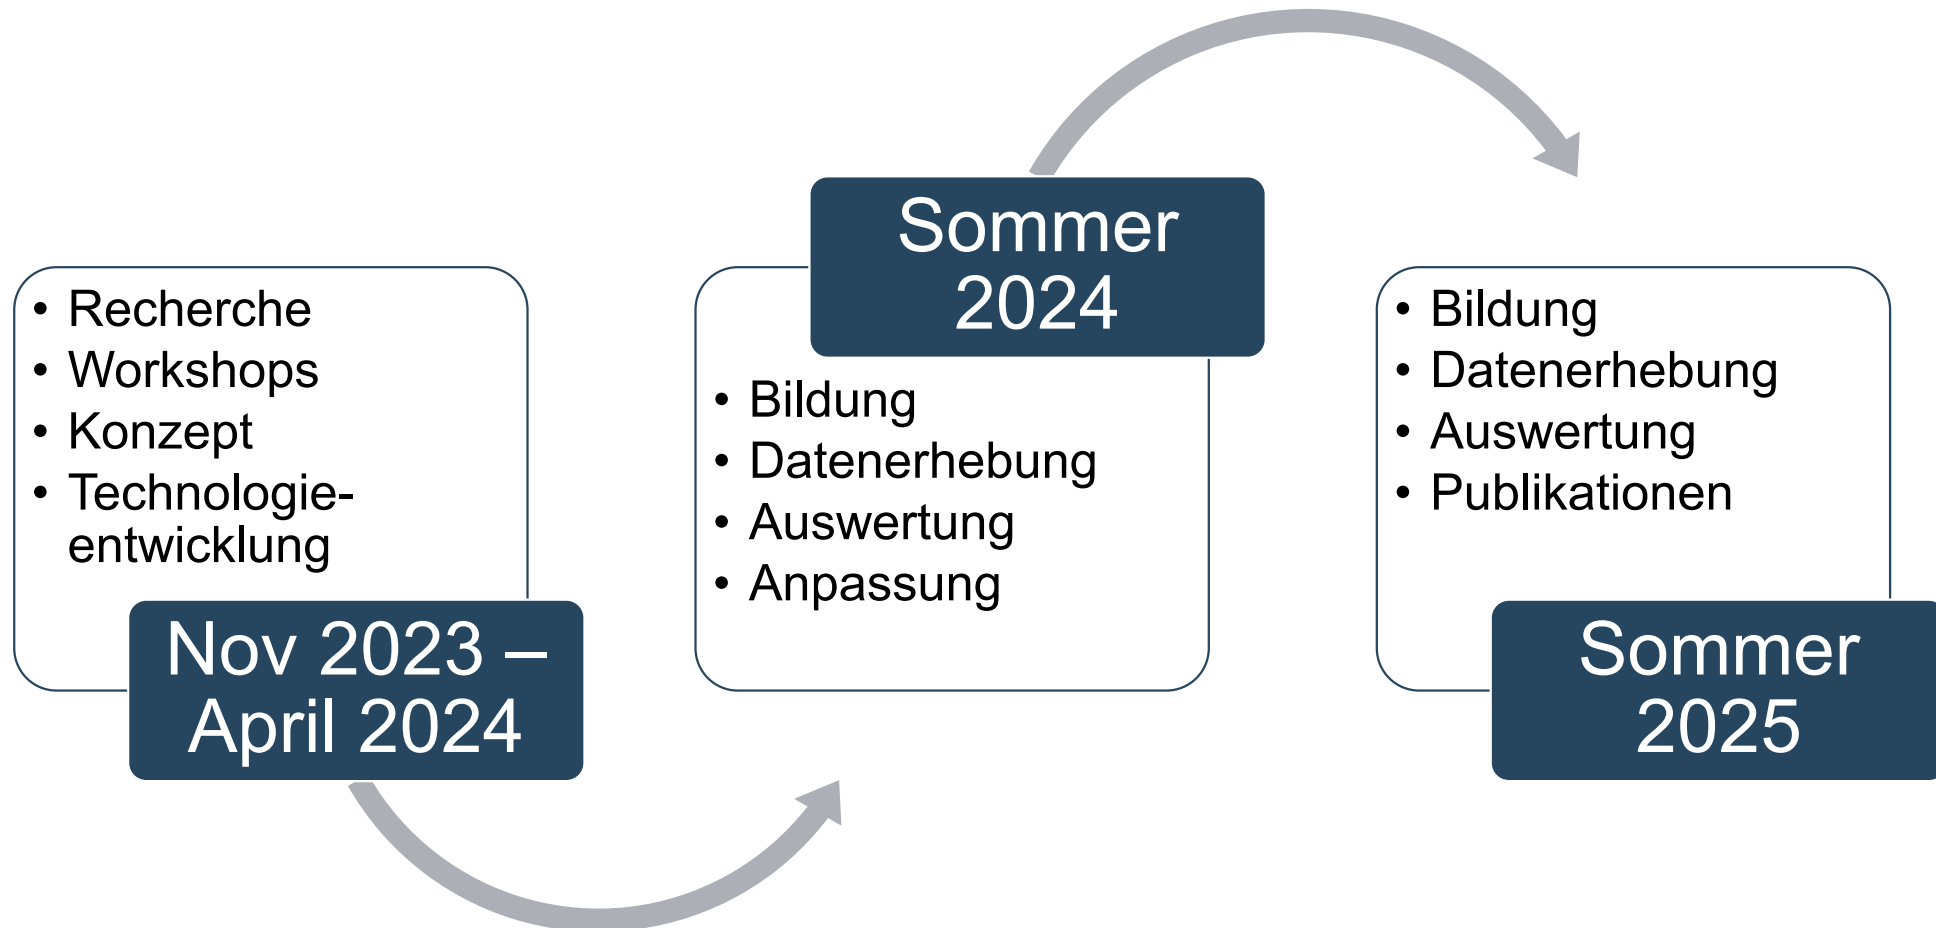 • Recherche
• Workshops
• Konzept
• Technologie-
entwicklung
Nov 2023 –
April 2024
Sommer
2024
• Bildung
• Datenerhebung
• Auswertung
• Anpassung
• Bildung
• Datenerhebung
• Auswertung
• Publikationen
Sommer
2025